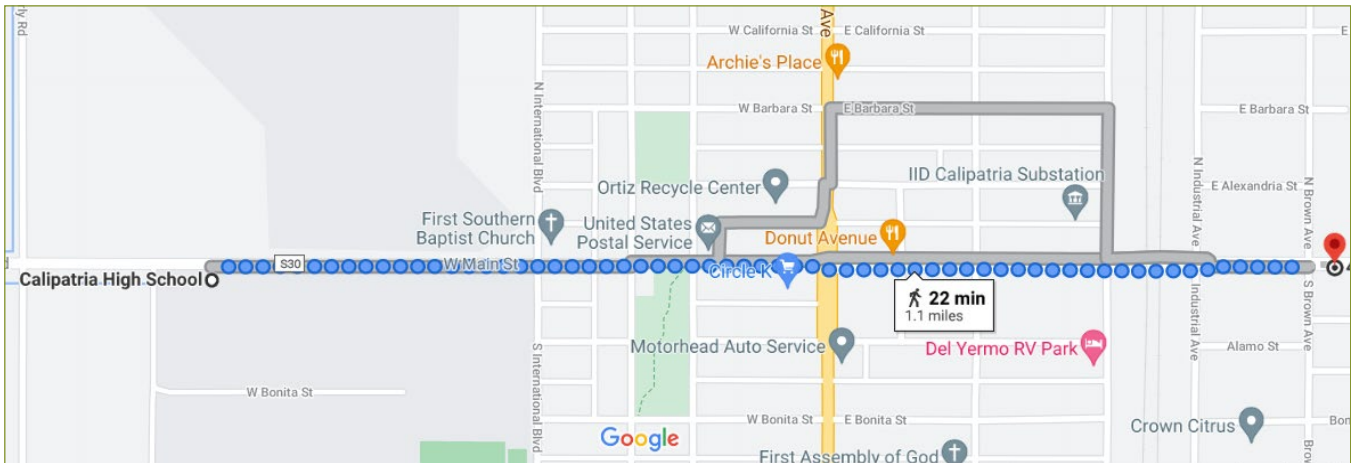 W California St
Ave
E California St
Archie's Place
W Barbara St
E Barbara St
E Barbara St
N International Blvd
Ortiz Recycle Center
IID Calipatria Substation
N Industrial Ave
E Alexandria St
N Brown Ave
First Southern
Baptist Church
United States
Postal Service
Donut Avenue
S30
W Main St
Circle K
Calipatria High School
4
22 min
1.1 miles
Industrial Ave
S Brown Ave
Motorhead Auto Service
Del Yermo RV Park
Alamo St
S International Blvd
W Bonita St
W Bonita St
E Bonita St
Crown Citrus
Google
First Assembly of God